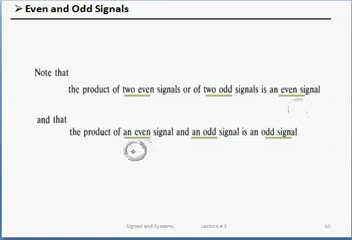 ➢ Even and Odd Signals
Note that
the product of two even signals or of two odd signals is an even signal
and that
the product of an even signal and an odd signal is an odd signal
Signals and Systems Lecture # 3